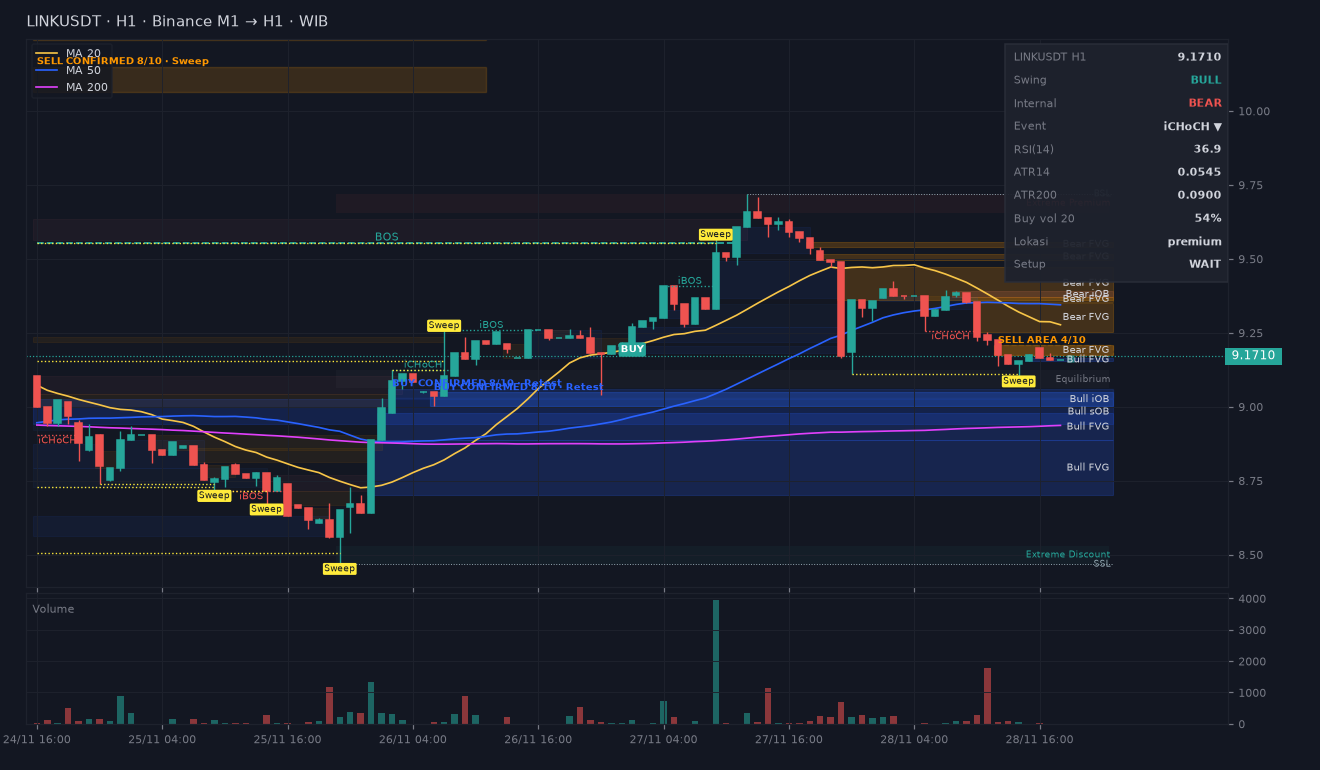 LINKUSDT · H1 · Binance M1 → H1 · WIB
MA 20
SELL CONFIRMED 8/10 · Sweep
MA 50
MA 200
LINKUSDT H1 9.1710
Swing BULL
Internal BEAR
Event iCHoCH ▼
RSI(14) 36.9
ATR14 0.0545
ATR200 0.0900
Buy vol 20 54%
Lokasi premium
Setup WAIT
10.00
9.75
9.50
9.25
9.1710
9.00
8.75
8.50
BOS
Sweep
Bear FVG
Bear FVG
iBOS
Bear FVG
Bear iOB
Bear FVG
Bear FVG
Sweep
iBOS
iCHoCH
SELL AREA 4/10
BUY
Bear FVG
Bull FVG
iCHoCH
Sweep
Equilibrium
BUY CONFIRMED 8/10 · Retest
BUY CONFIRMED 8/10 · Retest
Bull iOB
Bull sOB
Bull FVG
iCHoCH
Bull FVG
Sweep
iBOS
Sweep
Extreme Discount
SSL
Sweep
Volume
4000
3000
2000
1000
0
24/11 16:00
25/11 04:00
25/11 16:00
26/11 04:00
26/11 16:00
27/11 04:00
27/11 16:00
28/11 04:00
28/11 16:00